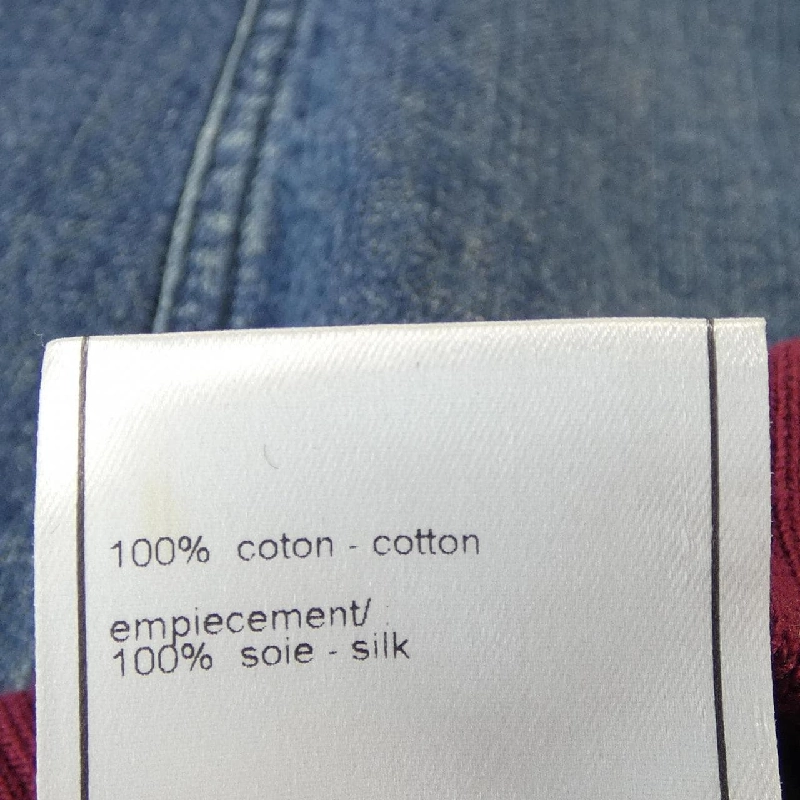 100% coton - cotton
empiecement/
100% soie - silk